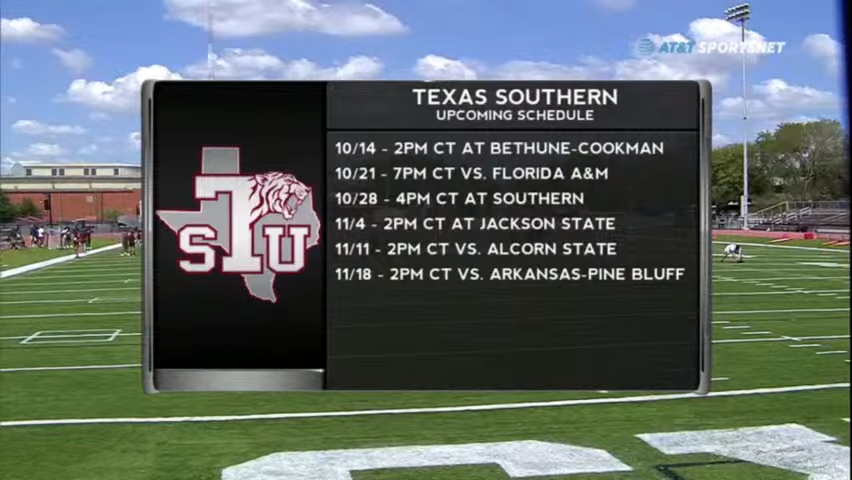 AT&T SPORTSNET
TEXAS SOUTHERN
UPCOMING SCHEDULE
10/14 - 2PM CT AT BETHUNE-COOKMAN
10/21 - 7PM CT VS. FLORIDA A&M
10/28 - 4PM CT AT SOUTHERN
11/4 - 2PM CT AT JACKSON STATE
11/11 - 2PM CT VS. ALCORN STATE
11/18 - 2PM CT VS. ARKANSAS-PINE BLUFF
TSU